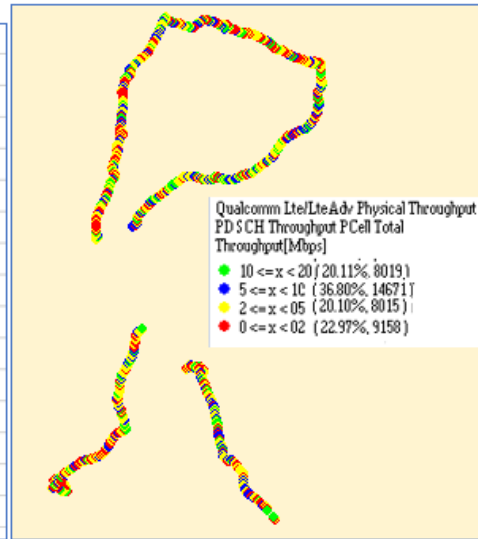 Qualcomm Lte/LteAdv Physical Throughput
PDSCH Throughput PCell Total
Throughput[Mbps]
10 <= x < 20 ( 20.11%, 8019)
5 <= x < 10 ( 36.80%, 14671)
2 <= x < 05 ( 20.10%, 8015)
0 <= x < 02 ( 22.97%, 9158 )